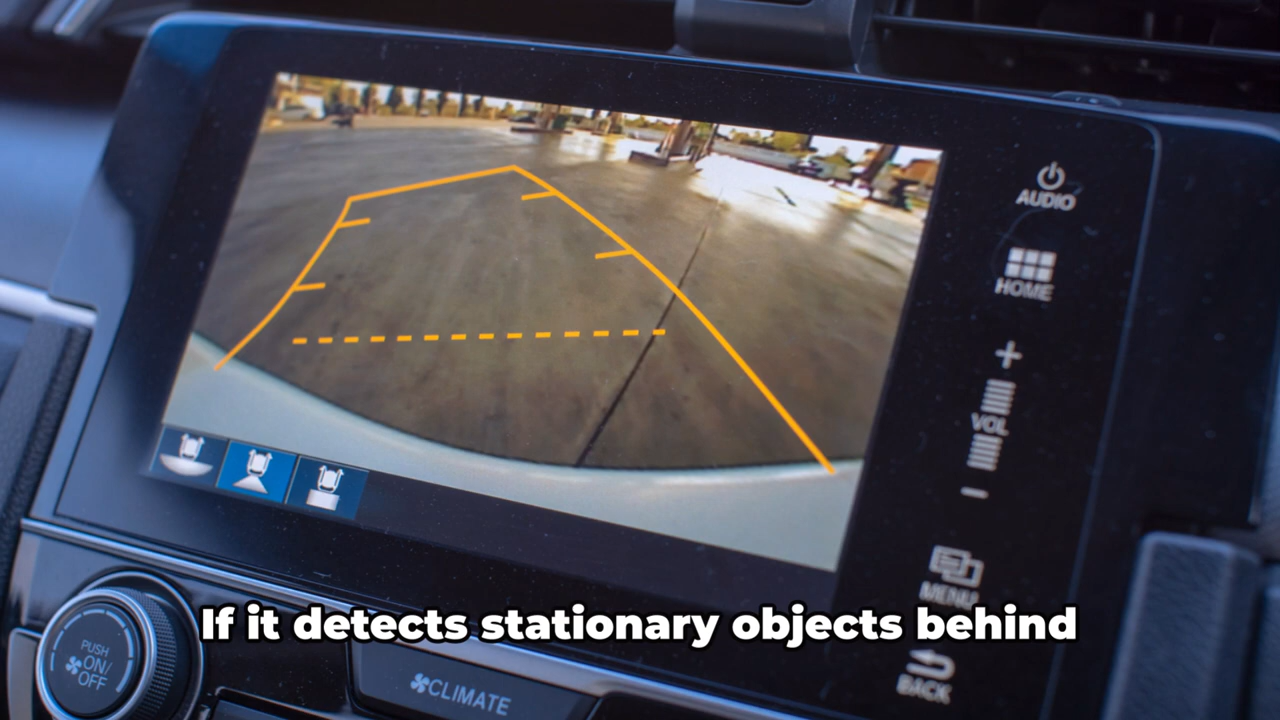 AUDIO
HOME
+
VOL
−
MENU
BACK
PUSH
ON/
OFF
CLIMATE
If it detects stationary objects behind